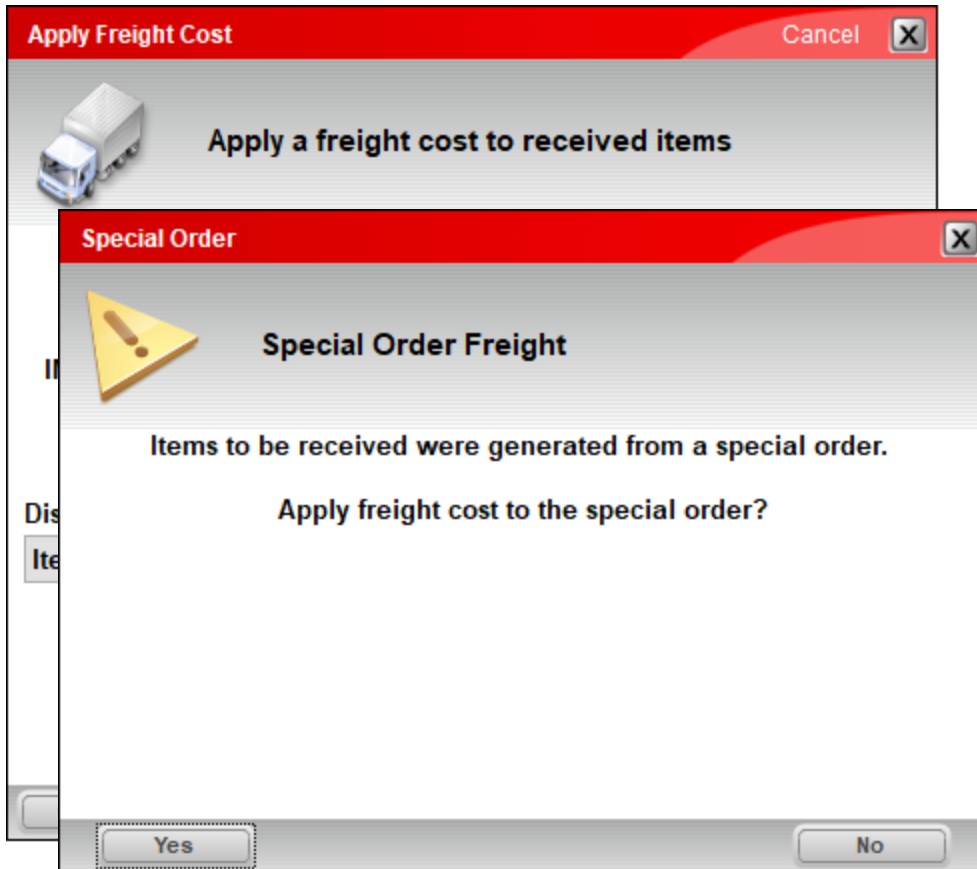 Apply Freight Cost
Cancel
Apply a freight cost to received items
Special Order
Special Order Freight
Items to be received were generated from a special order.
Apply freight cost to the special order?
Yes
No